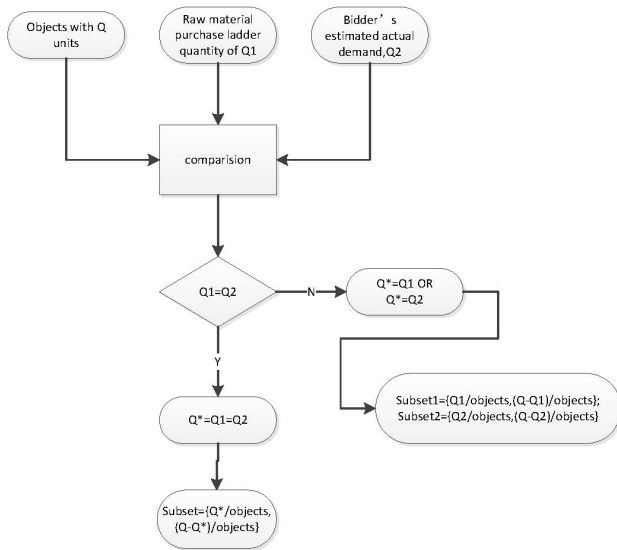 Objects with Q
units
Raw material
purchase ladder
quantity of Q1
Bidder’s
estimated actual
demand,Q2
comparision
Q1=Q2
N
Q*=Q1 OR
Q*=Q2
Y
Subset1={Q1/objects,(Q-Q1)/objects};
Subset2={Q2/objects,(Q-Q2)/objects}
Q*=Q1=Q2
Subset={Q*/objects,
(Q-Q*)/objects}